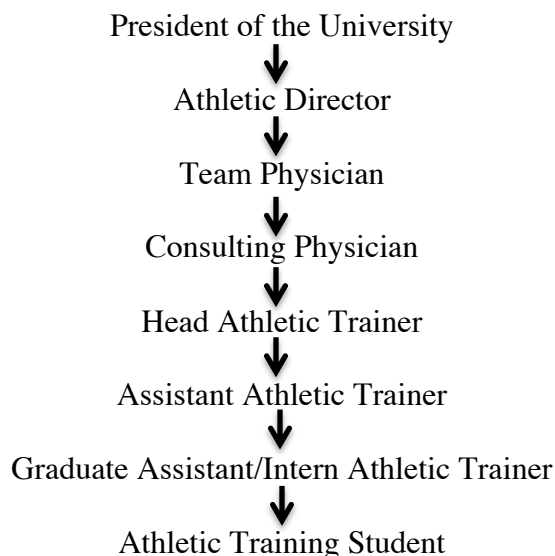 President of the University
Athletic Director
Team Physician
Consulting Physician
Head Athletic Trainer
Assistant Athletic Trainer
Graduate Assistant/Intern Athletic Trainer
Athletic Training Student